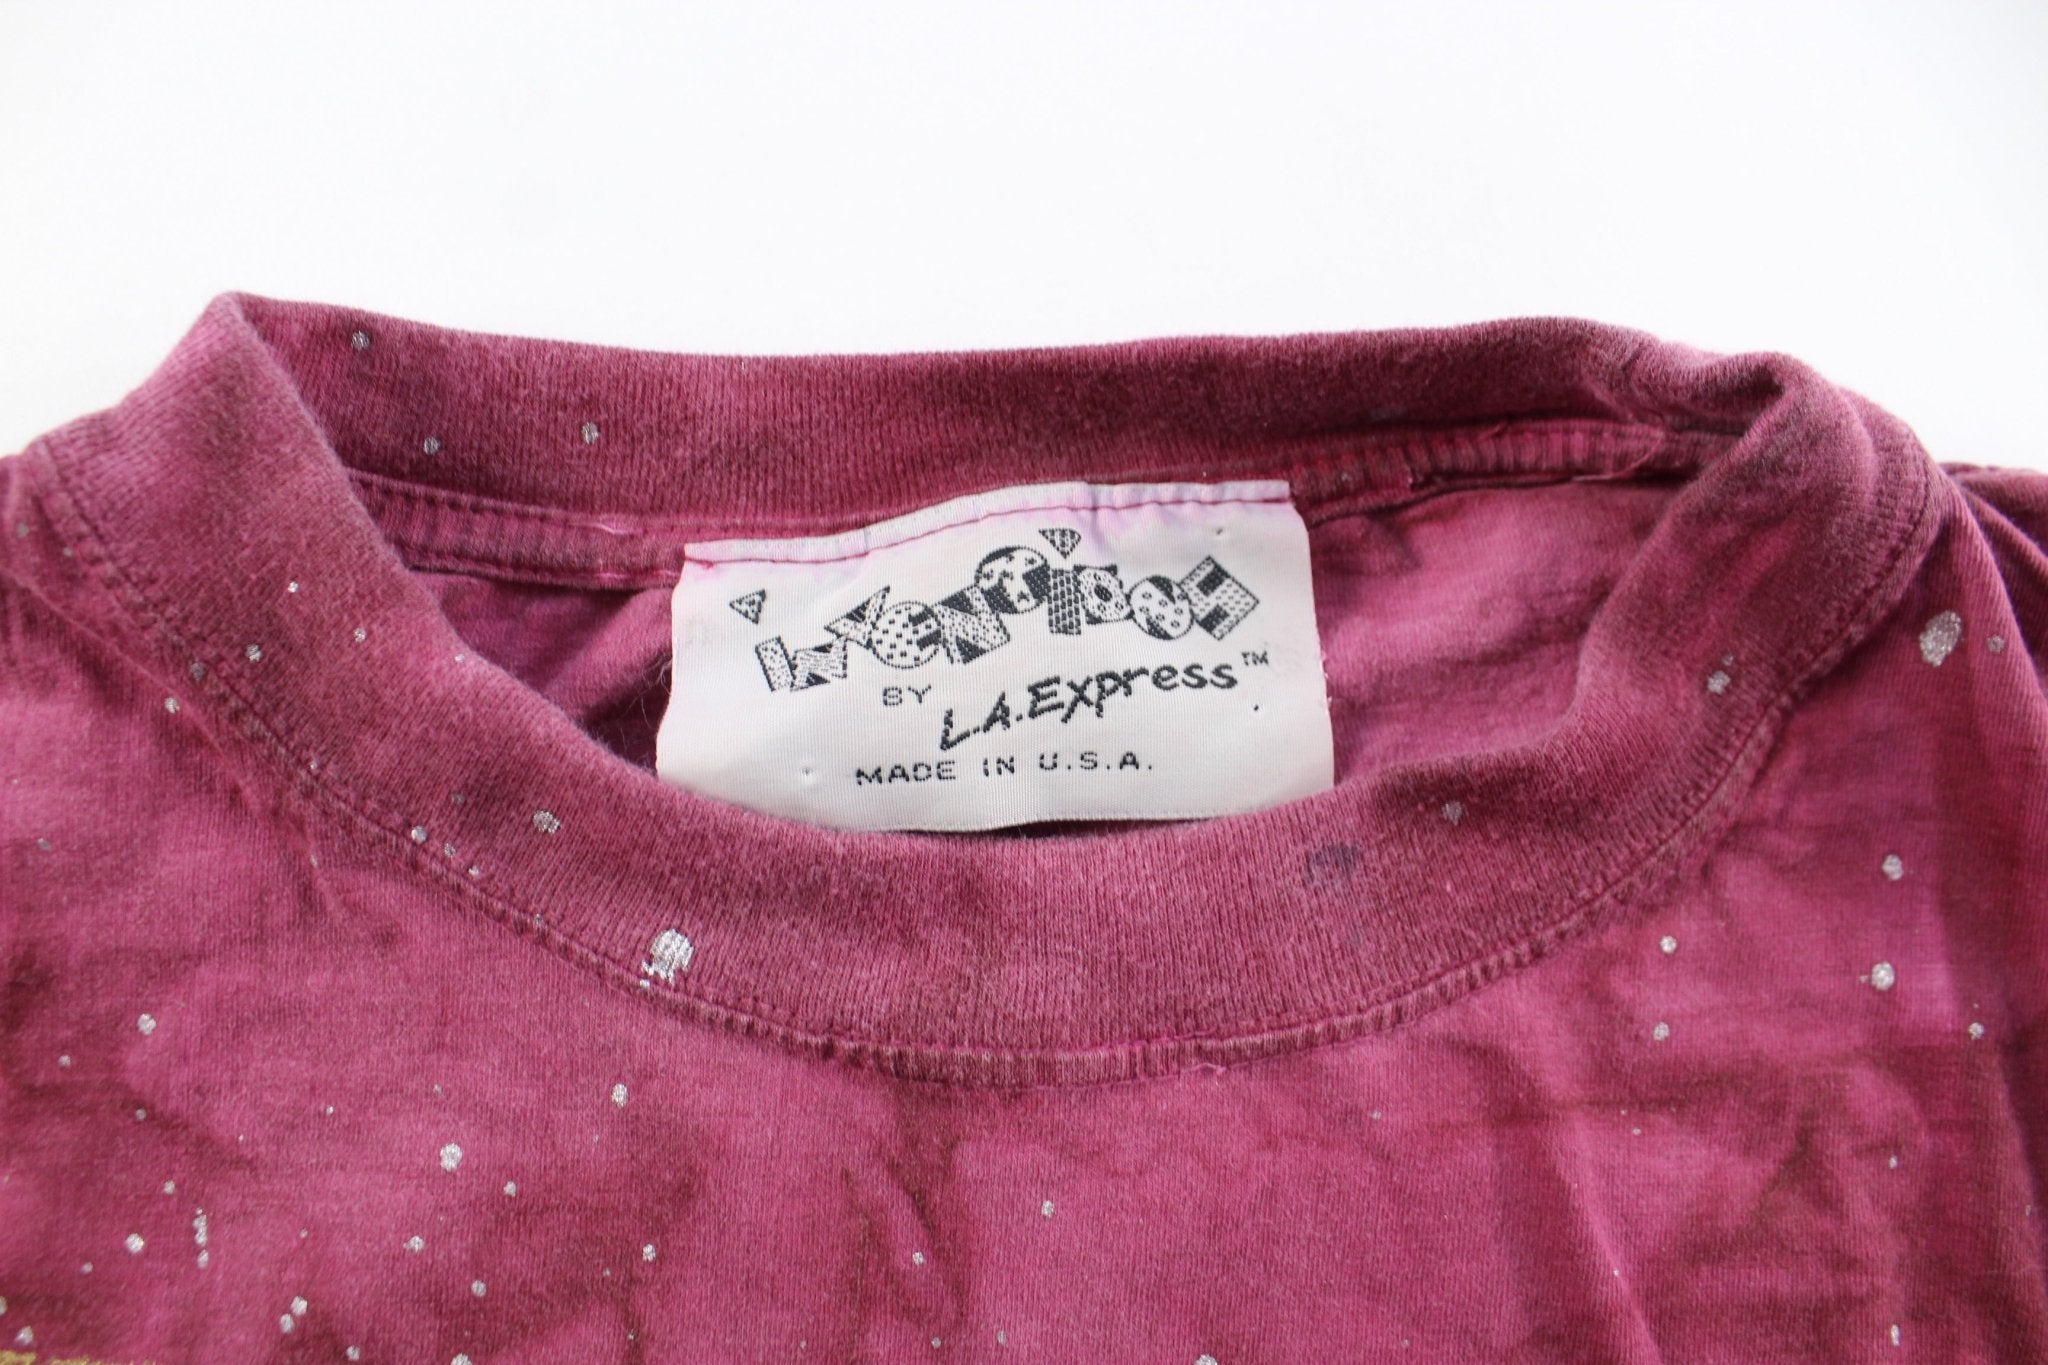 BY
L.A. EXPress™
MADE IN U.S.A.